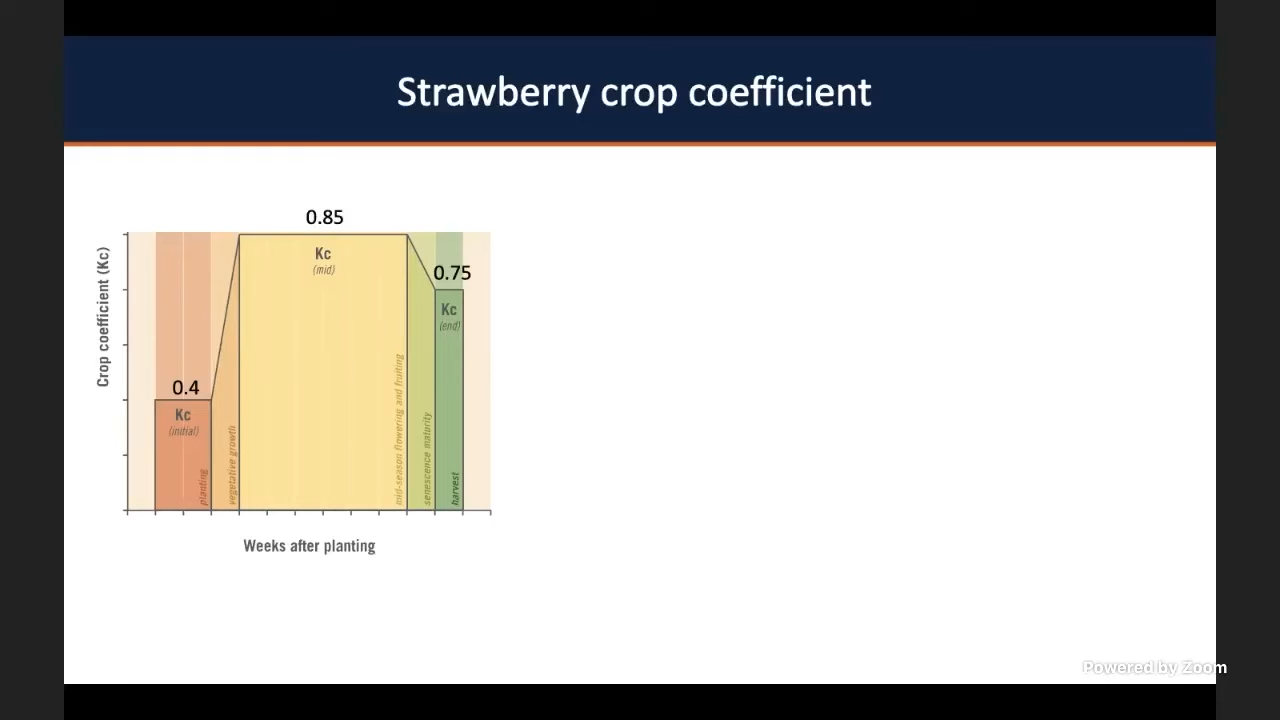 Strawberry crop coefficient
0.85
Kc
(mid)
0.75
Kc
(end)
0.4
Kc
(initial)
Crop coefficient (Kc)
planting
vegetative growth
mid-season flowering and fruiting
senescence maturity
harvest
Weeks after planting
Powered by Zoom